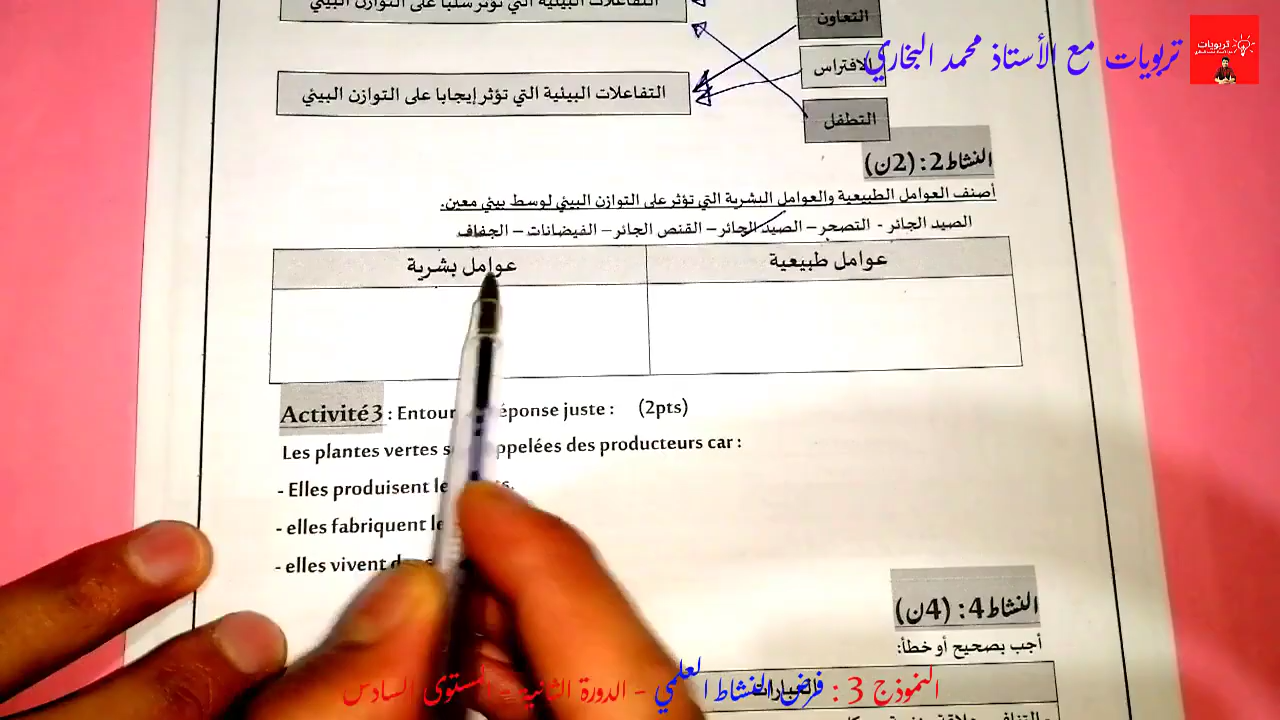 التفاعلات البيئية التي تؤثر سلبا على التوازن البيئي
التعاون
تربويات مع الأستاذ محمد البخاري
تربويات
الافتراس
التفاعلات البيئية التي تؤثر إيجابا على التوازن البيئي
التطفل
النشاط 2 : (2ن)
أصنف العوامل الطبيعية والعوامل البشرية التي تؤثر على التوازن البيئي لوسط بيئي معين.
الصيد الجائر - التصحر – الصيد الجائر – القنص الجائر – الفيضانات – الجفاف
عوامل طبيعية
عوامل بشرية
Activité3 : Entour éponse juste : (2pts)
Les plantes vertes s ppelées des producteurs car :
- Elles produisent le
- elles fabriquent le
- elles vivent d
النشاط 4 : (4ن)
أجب بصحيح أو خطأ:
العبارات
النموذج 3 : فرض النشاط العلمي - الدورة الثانية - المستوى السادس